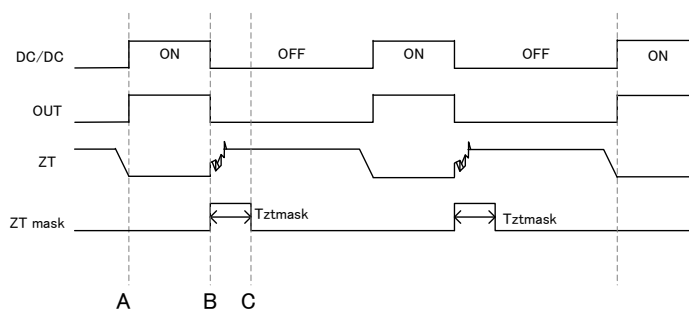 DC/DC ON OFF ON OFF ON
OUT
ZT
ZT mask Tztmask Tztmask
A B C